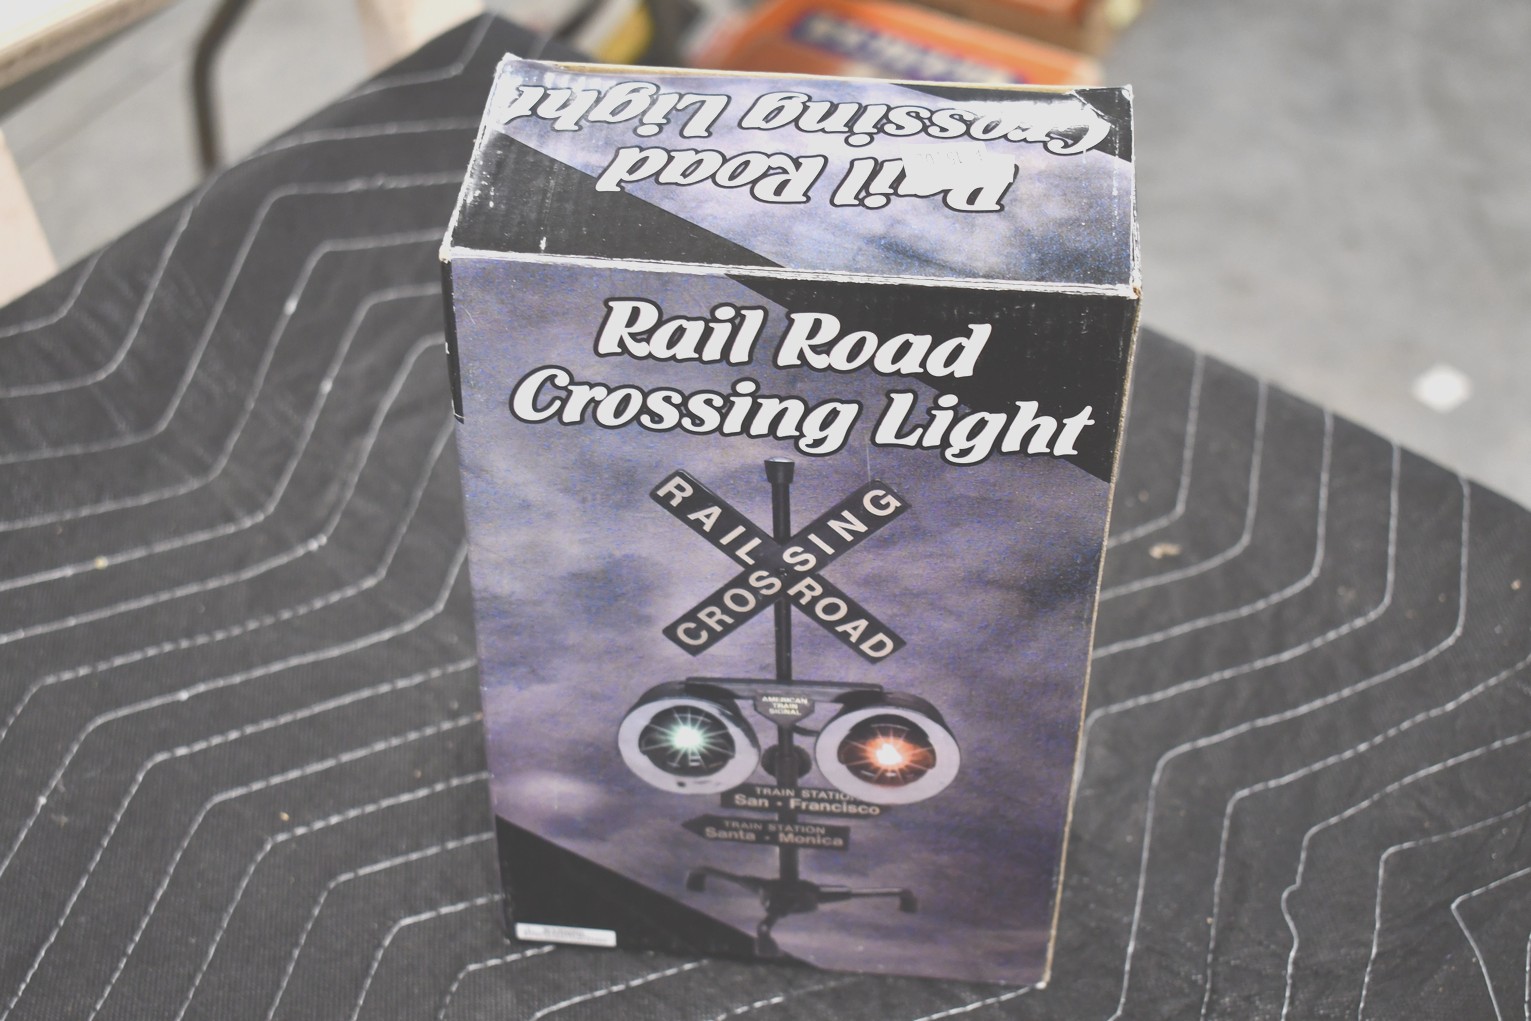 Crossing Light
Rail Road
Rail Road
Crossing Light
RAIL ROAD
CROSSING
AMERICAN
TRAIN
SIGNAL
TRAIN STATION
San - Francisco
TRAIN STATION
Santa - Monica